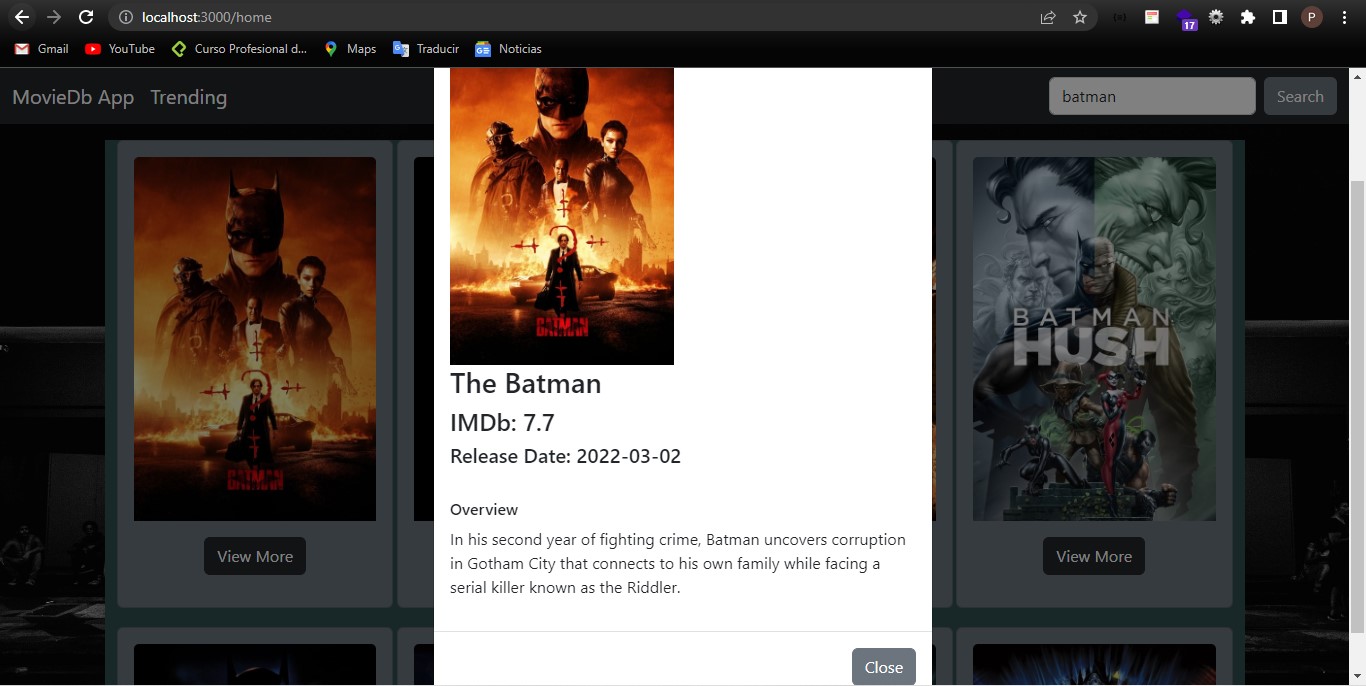 localhost:3000/home
17
P
Gmail
YouTube
Curso Profesional d...
Maps
Traducir
Noticias
MovieDb App
Trending
batman
Search
BATMAN
The Batman
IMDb: 7.7
Release Date: 2022-03-02
Overview
In his second year of fighting crime, Batman uncovers corruption
in Gotham City that connects to his own family while facing a
serial killer known as the Riddler.
Close
BATMAN
View More
BATMAN
HUSH
View More